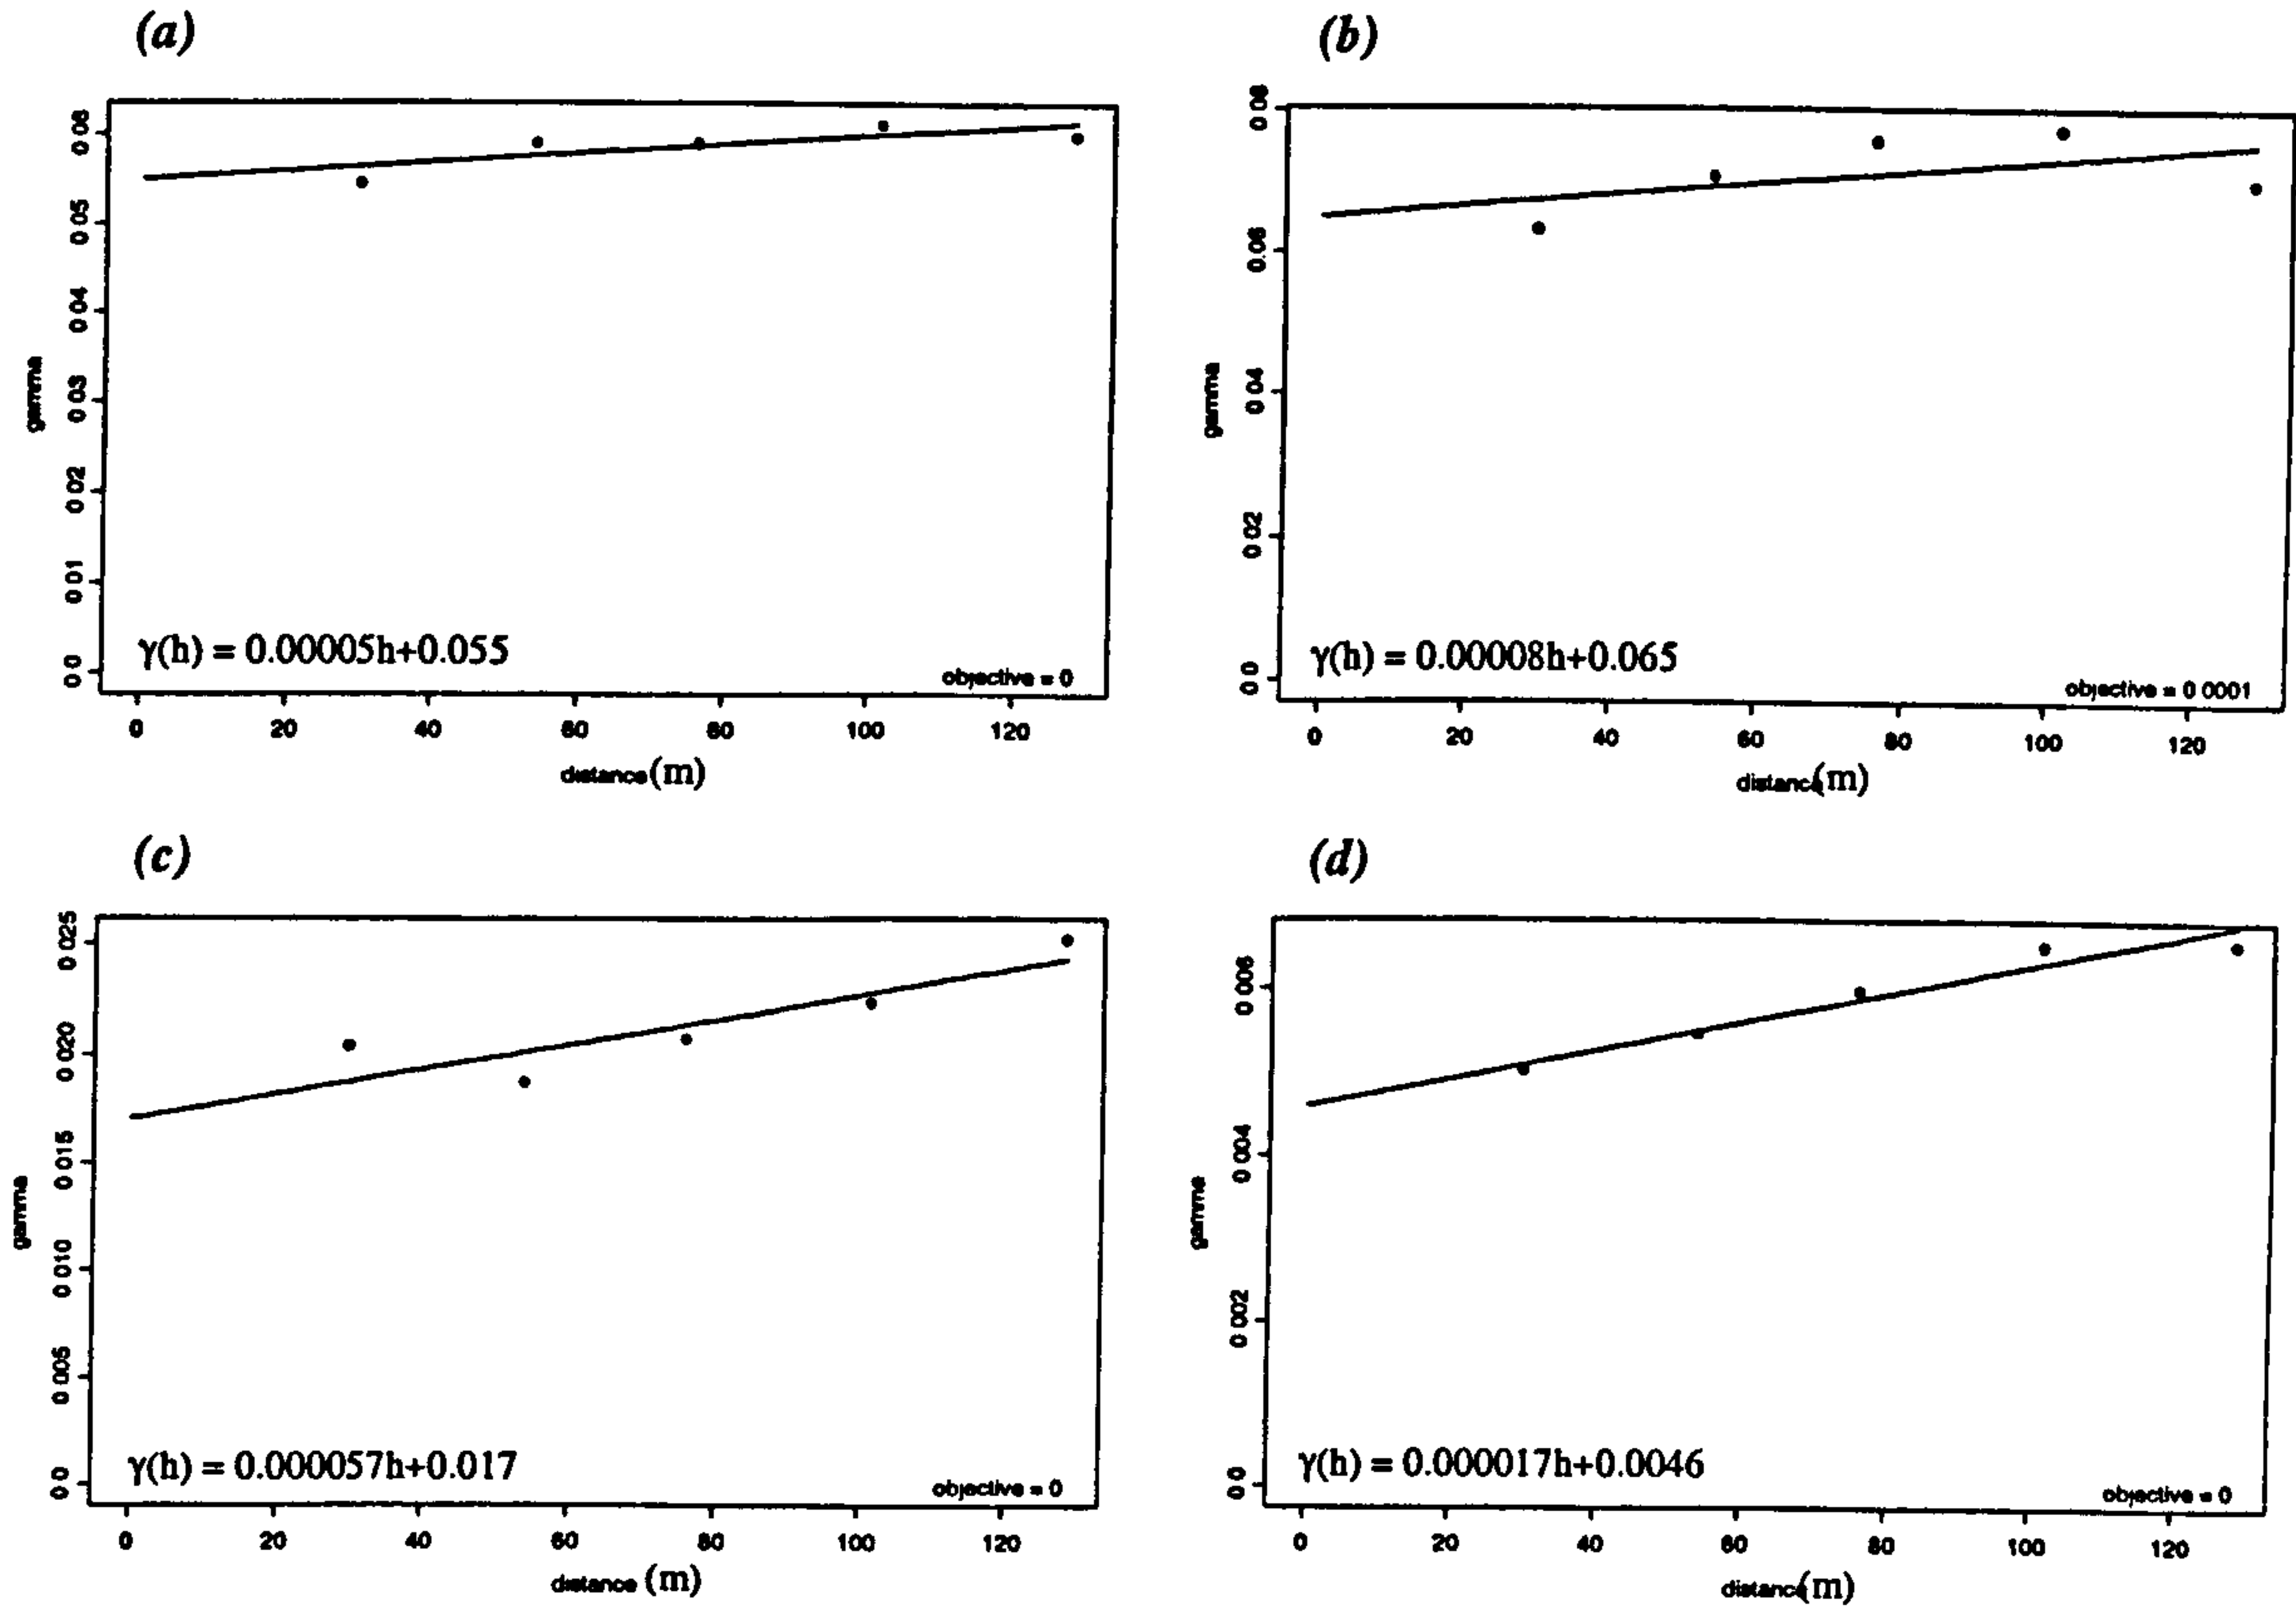 (a)
0.06
0.05
0.04
0.03
0.02
0.01
0.0
gamma
γ(h) = 0.00005h+0.055
objective = 0
0 20 40 60 80 100 120
distance (m)
(b)
0.08
0.06
0.04
0.02
0.0
gamma
γ(h) = 0.00008h+0.065
objective = 0.0001
0 20 40 60 80 100 120
distance (m)
(c)
0.025
0.020
0.015
0.010
0.005
0.0
gamma
γ(h) = 0.000057h+0.017
objective = 0
0 20 40 60 80 100 120
distance (m)
(d)
0.006
0.004
0.002
0.0
gamma
γ(h) = 0.000017h+0.0046
objective = 0
0 20 40 60 80 100 120
distance (m)